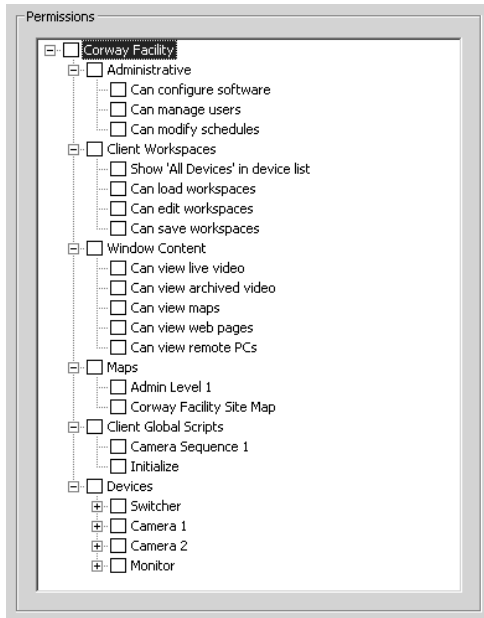 Permissions
Corway Facility
Administrative
Can configure software
Can manage users
Can modify schedules
Client Workspaces
Show 'All Devices' in device list
Can load workspaces
Can edit workspaces
Can save workspaces
Window Content
Can view live video
Can view archived video
Can view maps
Can view web pages
Can view remote PCs
Maps
Admin Level 1
Corway Facility Site Map
Client Global Scripts
Camera Sequence 1
Initialize
Devices
Switcher
Camera 1
Camera 2
Monitor